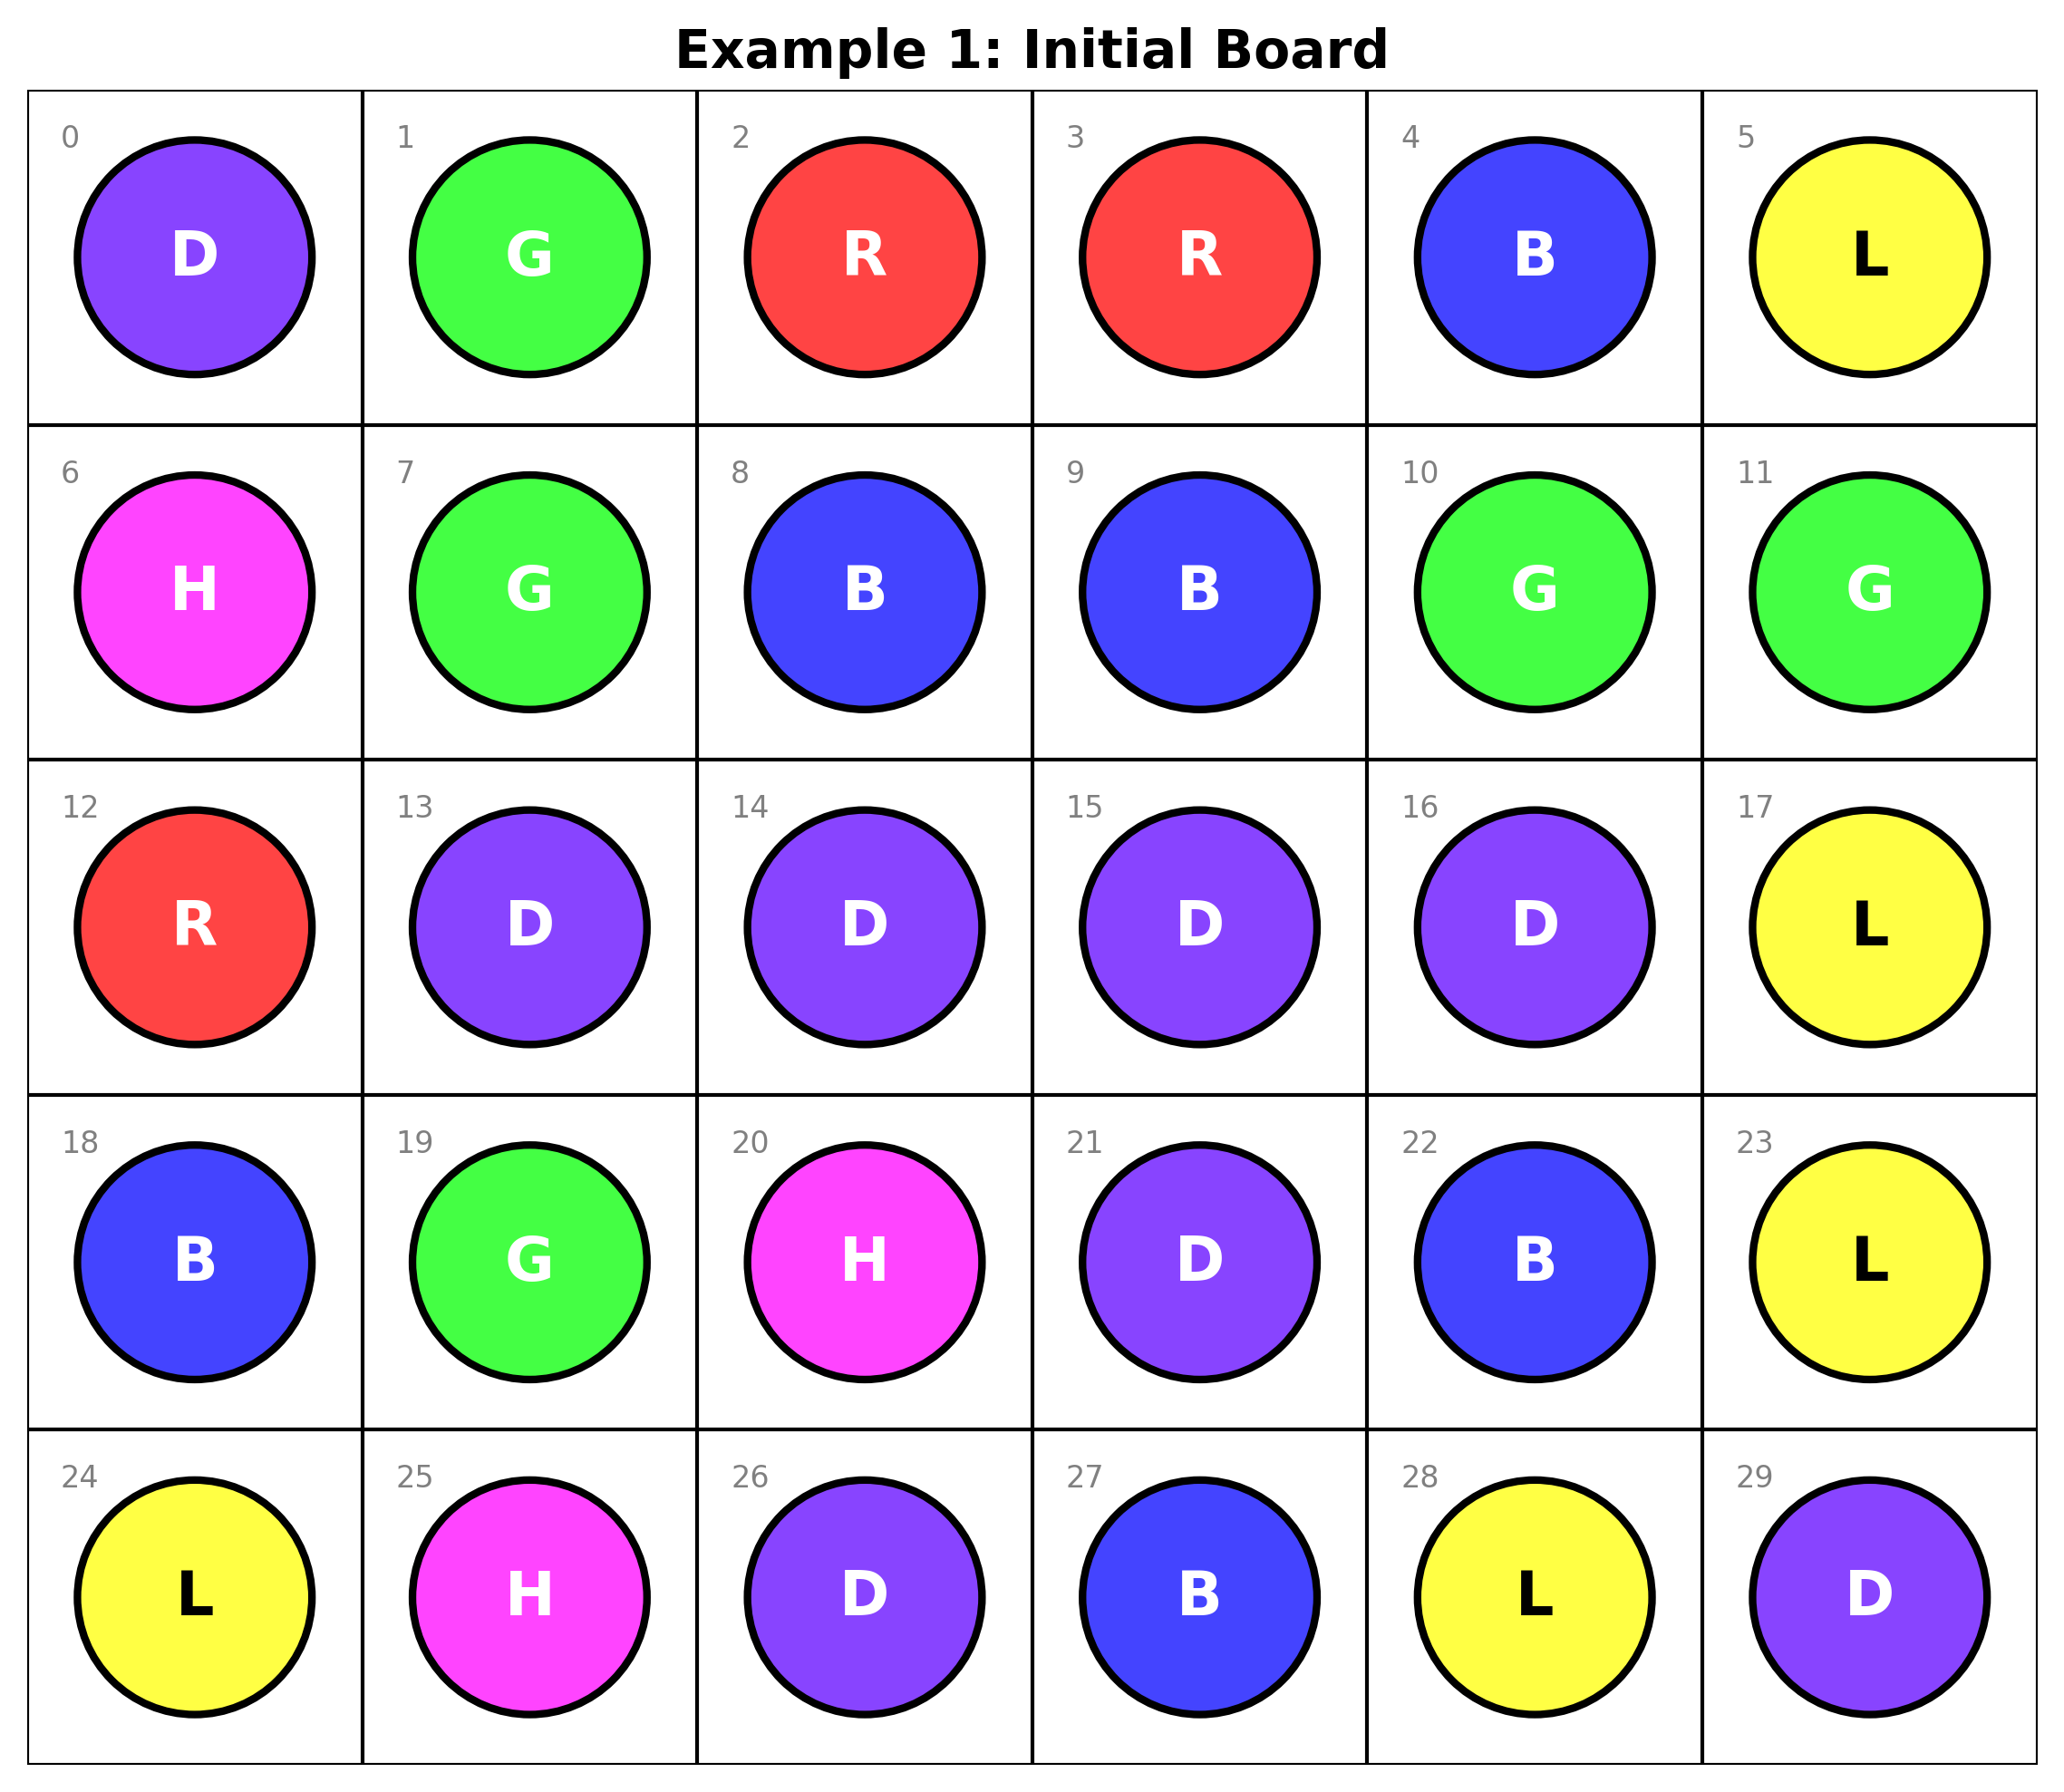 Example 1: Initial Board
0 1 2 3 4 5
D G R R B L
6 7 8 9 10 11
H G B B G G
12 13 14 15 16 17
R D D D D L
18 19 20 21 22 23
B G H D B L
24 25 26 27 28 29
L H D B L D